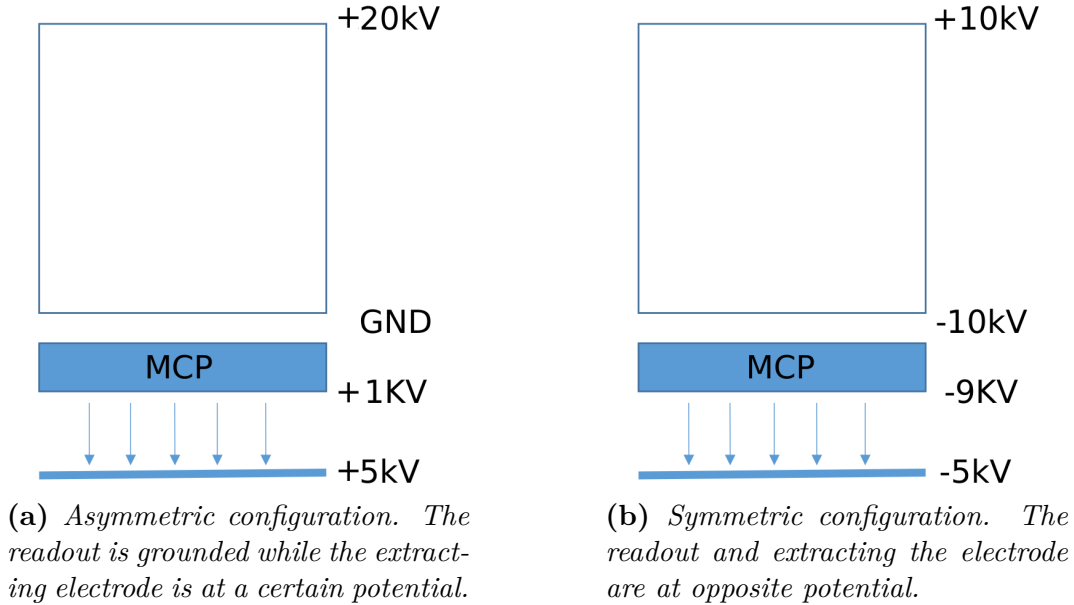 +20kV
GND
MCP
+1KV
+5kV
(a) Asymmetric configuration. The
readout is grounded while the extract-
ing electrode is at a certain potential.
+10kV
-10kV
MCP
-9KV
-5kV
(b) Symmetric configuration. The
readout and extracting the electrode
are at opposite potential.